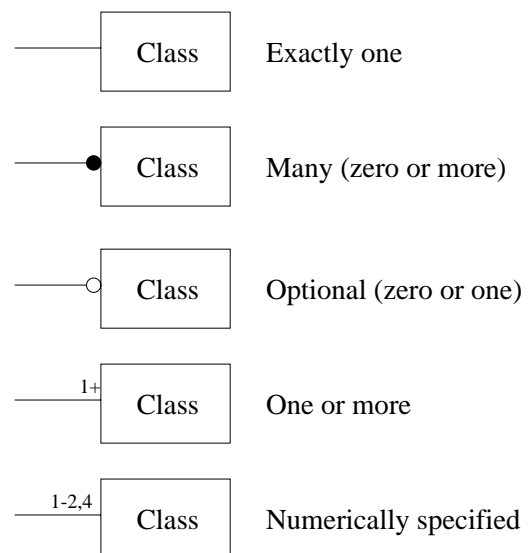 Class Exactly one
Class Many (zero or more)
Class Optional (zero or one)
1+
Class One or more
1-2,4
Class Numerically specified